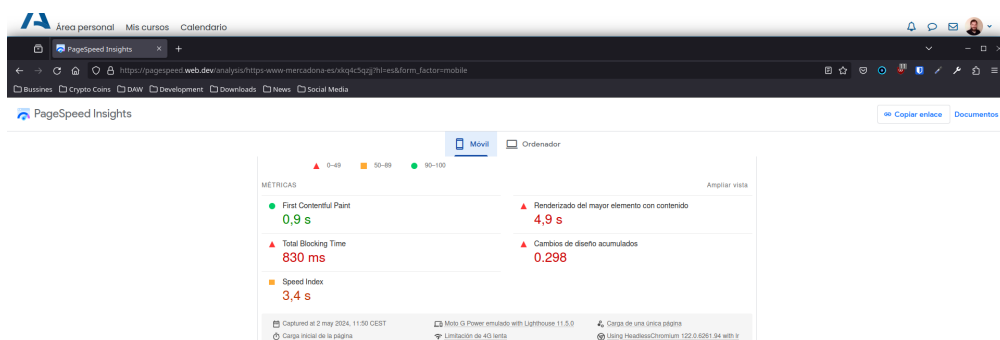 Área personal Mis cursos Calendario
PageSpeed Insights × +
https://pagespeed.web.dev/analysis/https-www-mercadona-es/xkq4c5qzjj?hl=es&form_factor=mobile
Bussines Crypto Coins DAW Development Downloads News Social Media
PageSpeed Insights
Copiar enlace Documentos
Móvil Ordenador
0–49 50–89 90–100
MÉTRICAS Ampliar vista
First Contentful Paint
0,9 s
Renderizado del mayor elemento con contenido
4,9 s
Total Blocking Time
830 ms
Cambios de diseño acumulados
0.298
Speed Index
3,4 s
Captured at 2 may 2024, 11:50 CEST
Moto G Power emulado with Lighthouse 11.5.0
Carga de una única página
Carga inicial de la página
Limitación de 4G lenta
Using HeadlessChromium 122.0.6261.94 with lr